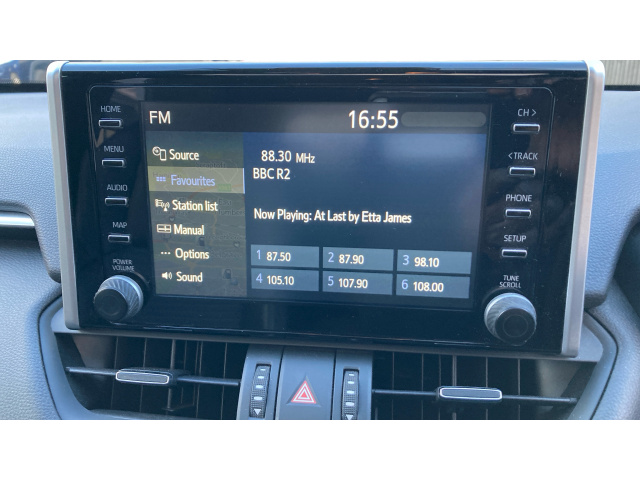 HOME
MENU
AUDIO
MAP
POWER
VOLUME
FM
16:55
Source
Favourites
Station list
Manual
Options
Sound
88.30 MHz
BBC R2
Now Playing: At Last by Etta James
1 87.50
2 87.90
3 98.10
4 105.10
5 107.90
6 108.00
CH >
< TRACK
PHONE
SETUP
TUNE
SCROLL